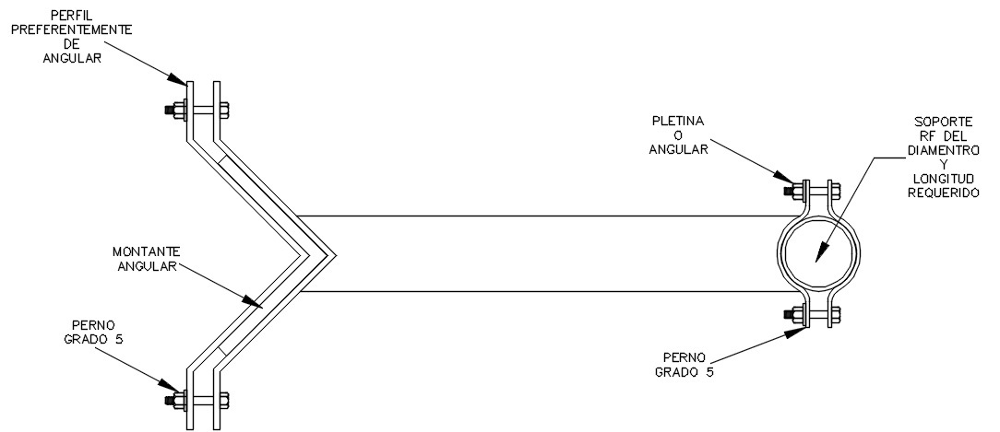 PERFIL
PREFERENTEMENTE
DE
ANGULAR
PLETINA
O
ANGULAR
SOPORTE
RF DEL
DIAMENTRO
Y
LONGITUD
REQUERIDO
MONTANTE
ANGULAR
PERNO
GRADO 5
PERNO
GRADO 5